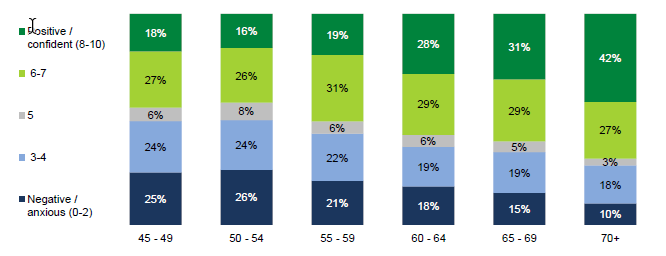 Positive /
confident (8-10)
6-7
5
3-4
Negative /
anxious (0-2)
18% 16% 19% 28% 31% 42%
27% 26% 31% 29% 29% 27%
6% 8% 6% 6% 5% 3%
24% 24% 22% 19% 19% 18%
25% 26% 21% 18% 15% 10%
45 - 49 50 - 54 55 - 59 60 - 64 65 - 69 70+